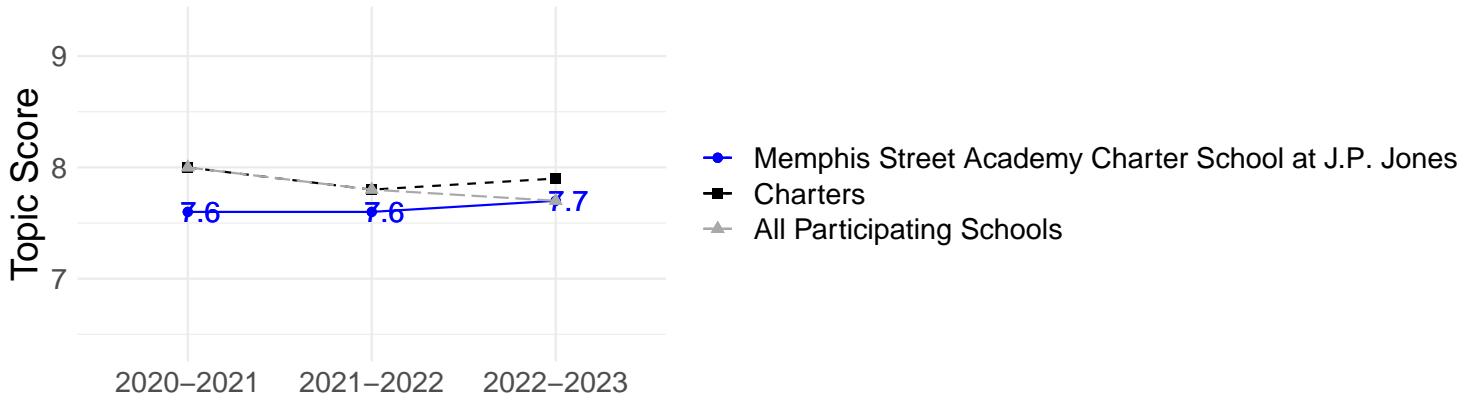 9
8
7
Topic Score
7.6
7.6
7.7
2020–2021
2021–2022
2022–2023
Memphis Street Academy Charter School at J.P. Jones
Charters
All Participating Schools